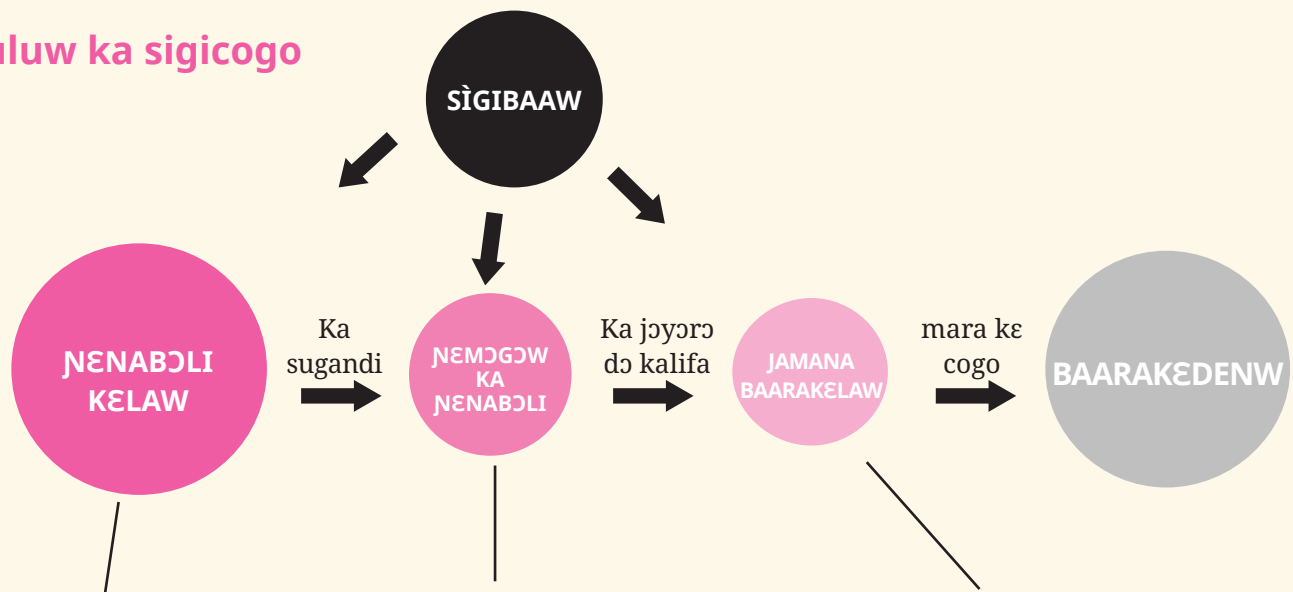 ka sigicogo
SÌGIBAAW
ƝƐNABƆLI
KƐLAW
Ka
sugandi
ƝƐMƆGƆW
KA
ƝƐNABƆLI
Ka jɔyɔrɔ
dɔ kalifa
JAMANA
BAARAKƐLAW
mara kɛ
cogo
BAARAKƐDENW